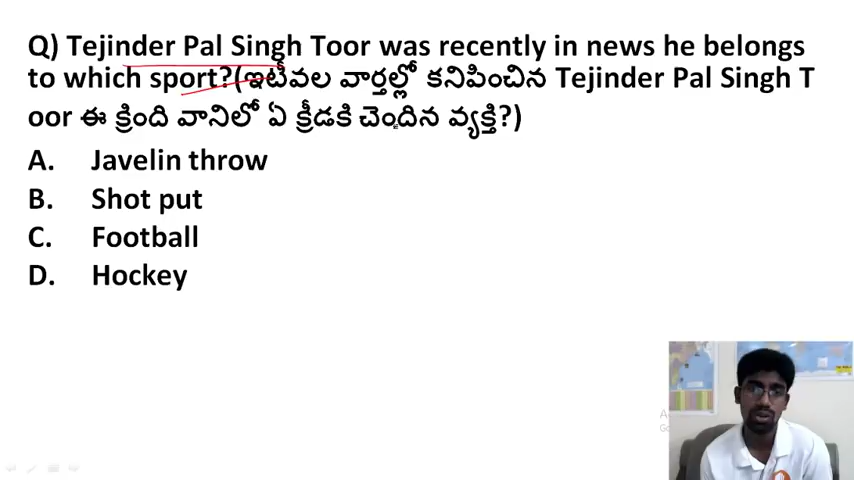 Q) Tejinder Pal Singh Toor was recently in news he belongs
to which sport?(ఇటీవల వార్తల్లో కనిపించిన Tejinder Pal Singh T
oor ఈ క్రింది వానిలో ఏ క్రీడకి చెందిన వ్యక్తి?)
A. Javelin throw
B. Shot put
C. Football
D. Hockey